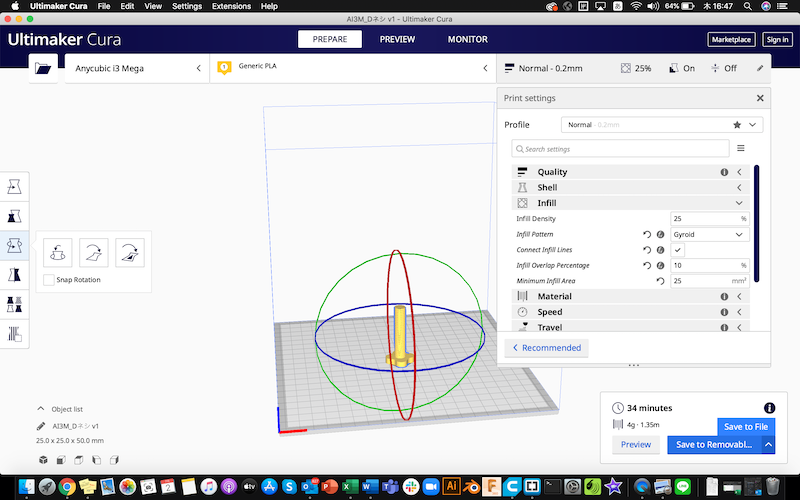 Ultimaker Cura File Edit View Settings Extensions Help 64% 木 16:47
AI3M_Dネシ v1 - Ultimaker Cura
Ultimaker Cura PREPARE PREVIEW MONITOR Marketplace Sign in
Anycubic i3 Mega
1 Generic PLA
Normal - 0.2mm 25% On Off
Print settings
Profile Normal - 0.2mm
Search settings
Quality
Shell
Infill
Infill Density 25 %
Infill Pattern Gyroid
Connect Infill Lines
Infill Overlap Percentage 10 %
Minimum Infill Area 25 mm²
Material
Speed
Travel
Recommended
Snap Rotation
Object list
AI3M_Dネシ v1
25.0 x 25.0 x 50.0 mm
34 minutes
4g · 1.35m
Save to File
Preview Save to Removabl...